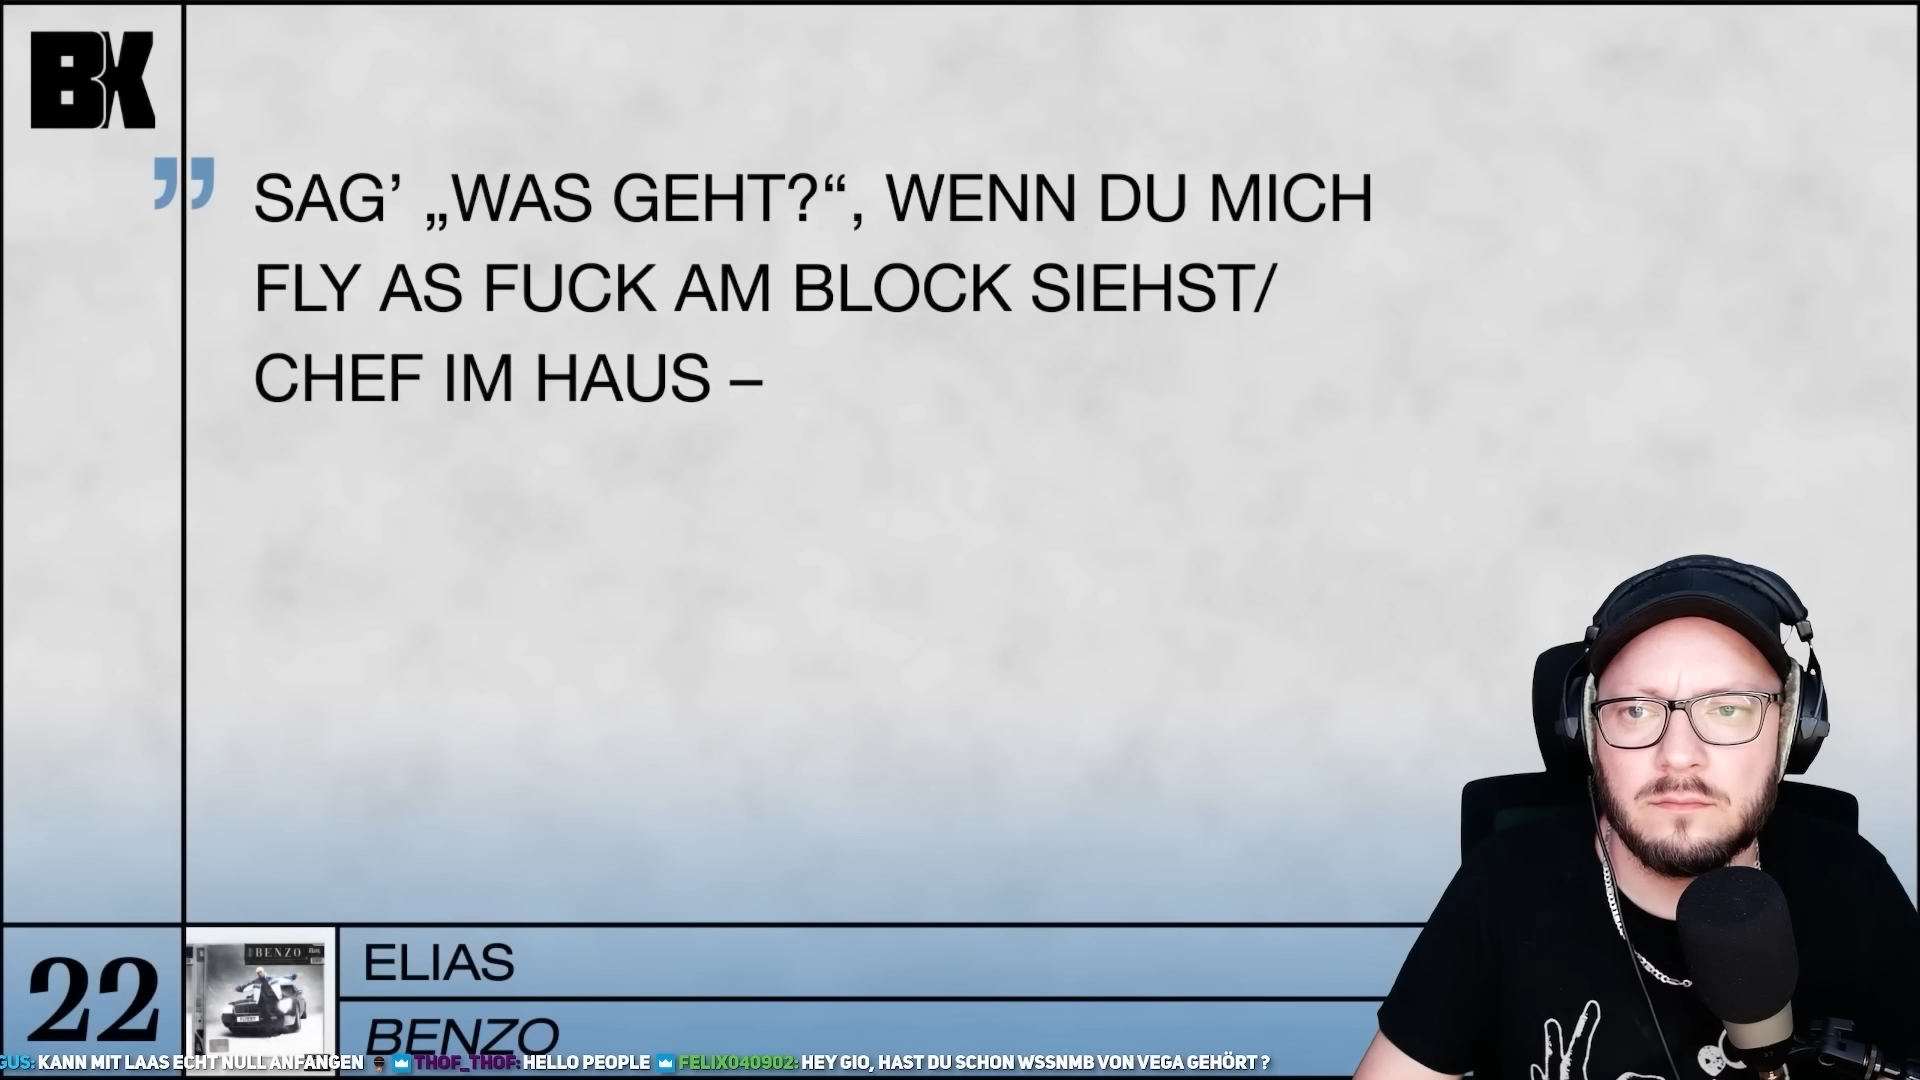 BK
”
SAG’ „WAS GEHT?“, WENN DU MICH
FLY AS FUCK AM BLOCK SIEHST/
CHEF IM HAUS –
22
BENZO
ELIAS
BENZO
GUS: KANN MIT LAAS ECHT NULL ANFANGEN THOF_THOF: HELLO PEOPLE FELIX040902: HEY GIO, HAST DU SCHON WSSNMB VON VEGA GEHÖRT ?